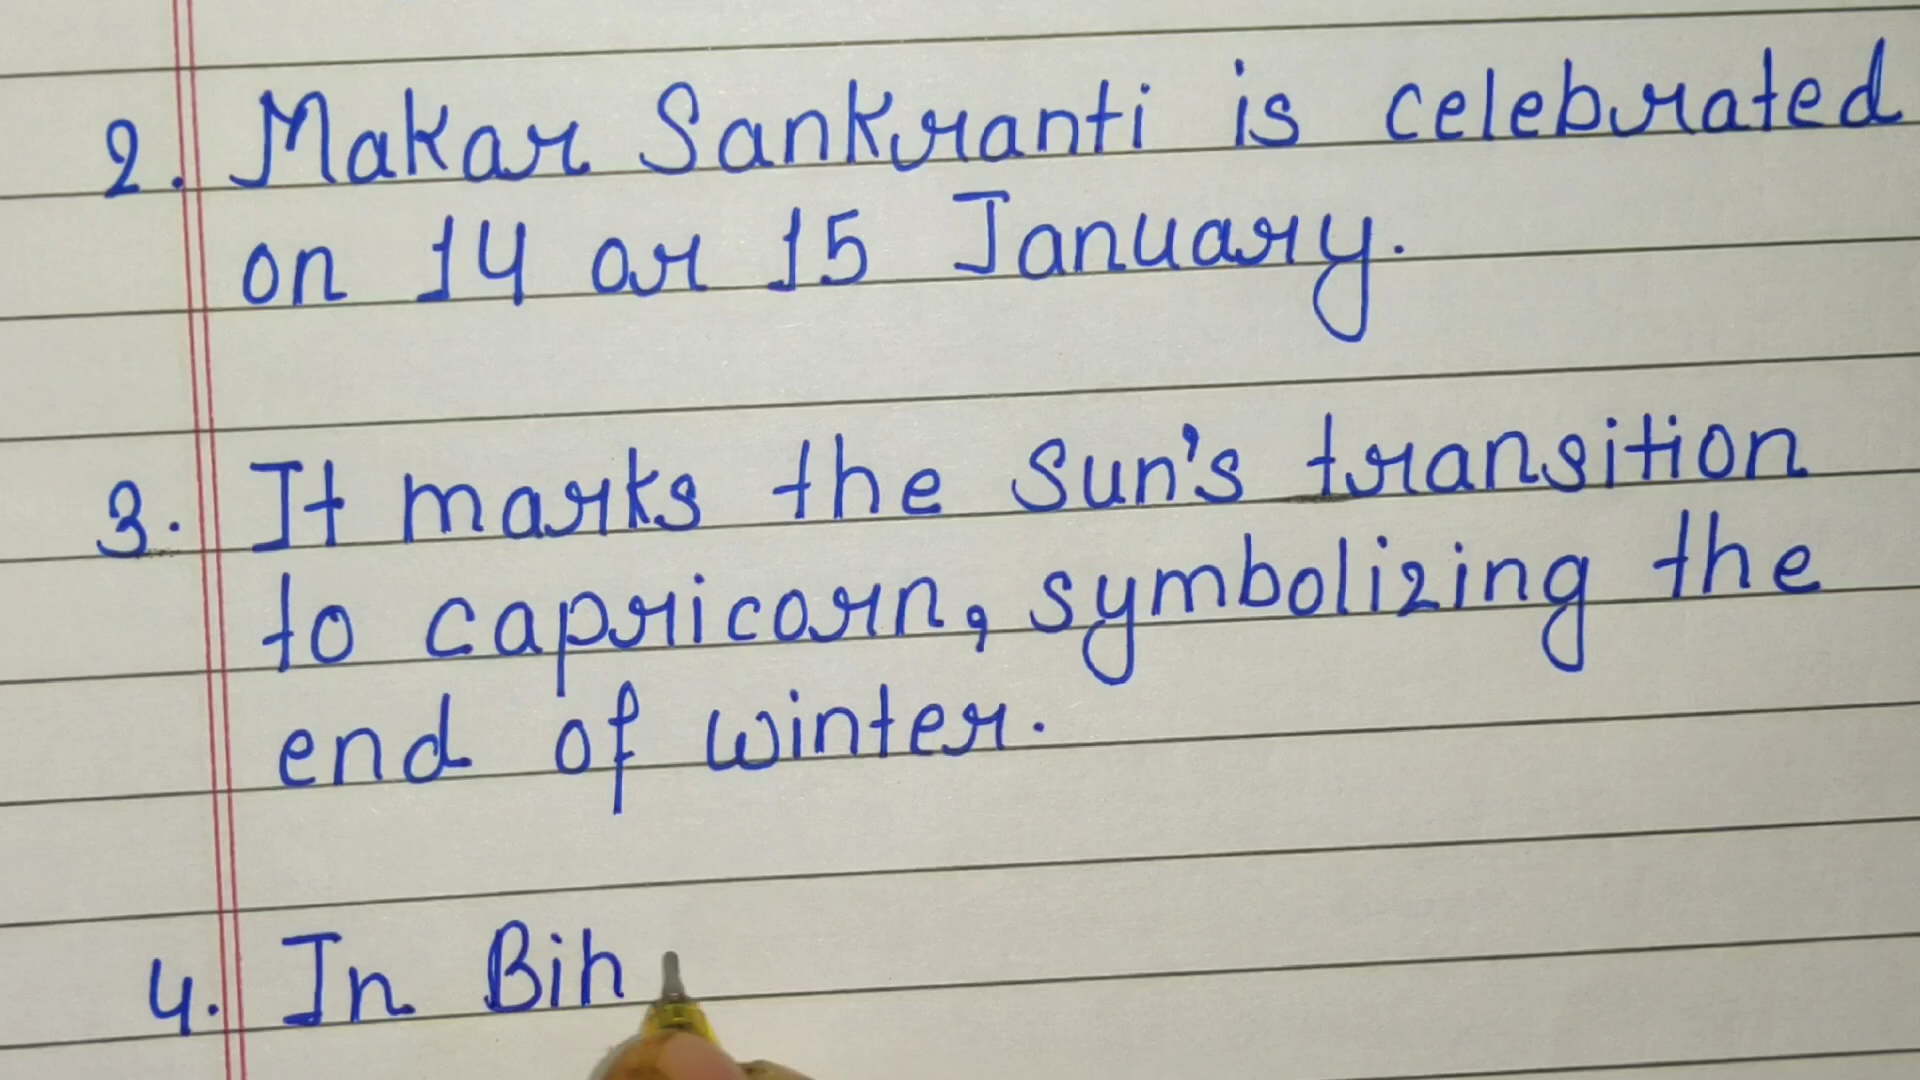 2. Makar Sankranti is celebrated
on 14 or 15 January.
3. It marks the Sun's transition
to capricorn, symbolizing the
end of winter.
4. In Bih